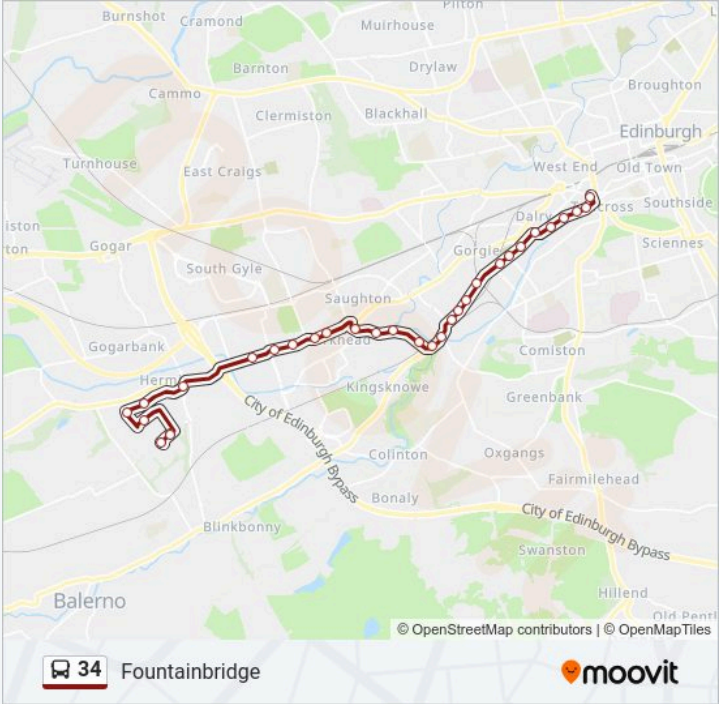 Pilton
Burnshot
Cramond
Muirhouse
Barnton
Drylaw
Cammo
Broughton
Clermiston
Blackhall
Edinburgh
Turnhouse
East Craigs
West End
Old Town
Dalry
Southside
Gogar
Gorgie
Sciennes
South Gyle
Saughton
Gogarbank
Comiston
Kingsknowe
Greenbank
City of Edinburgh Bypass
Colinton
Oxgangs
Fairmilehead
Bonaly
City of Edinburgh Bypass
Blinkbonny
Swanston
Balerno
Hillend
© OpenStreetMap contributors | © OpenMapTiles
34 Fountainbridge
moovit